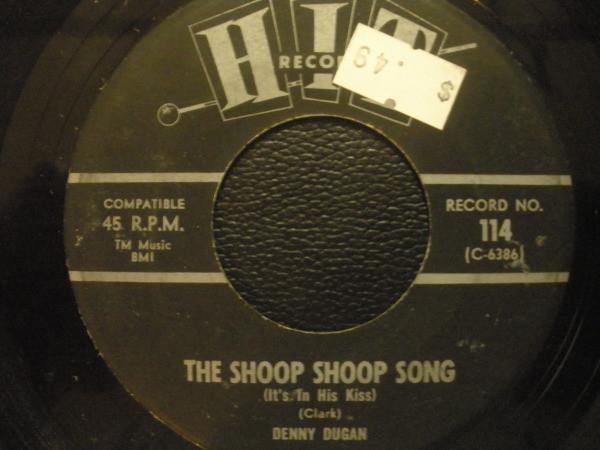 HIT
RECO
$ .49
COMPATIBLE
45 R.P.M.
TM Music
BMI
RECORD NO.
114
(C-6386)
THE SHOOP SHOOP SONG
(It's In His Kiss)
(Clark)
DENNY DUGAN